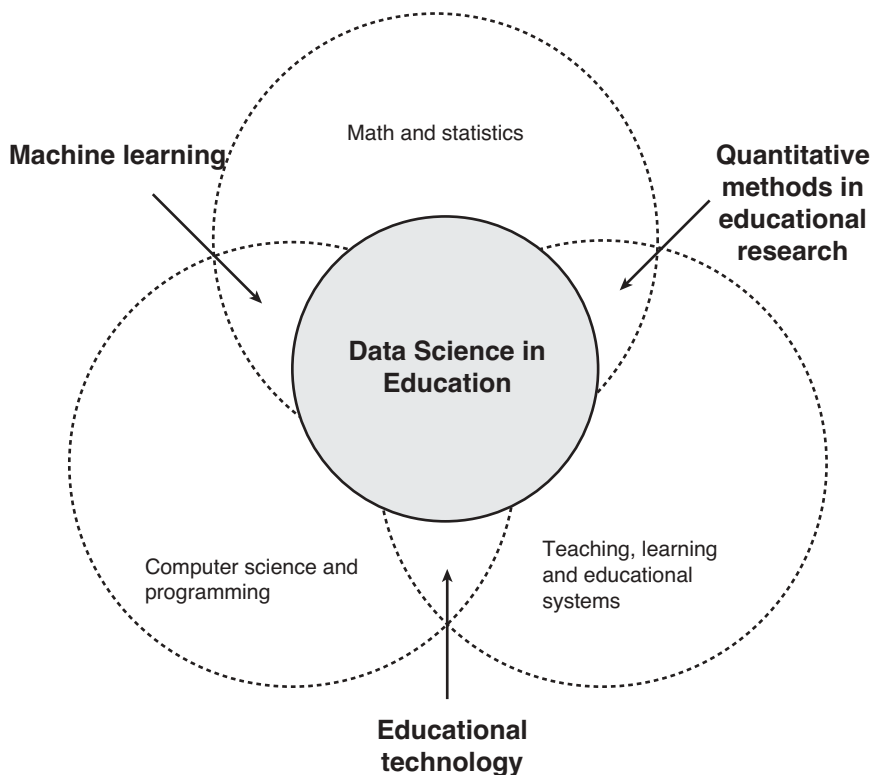 Math and statistics
Machine learning
Quantitative
methods in
educational
research
Data Science in
Education
Computer science and
programming
Teaching, learning
and educational
systems
Educational
technology